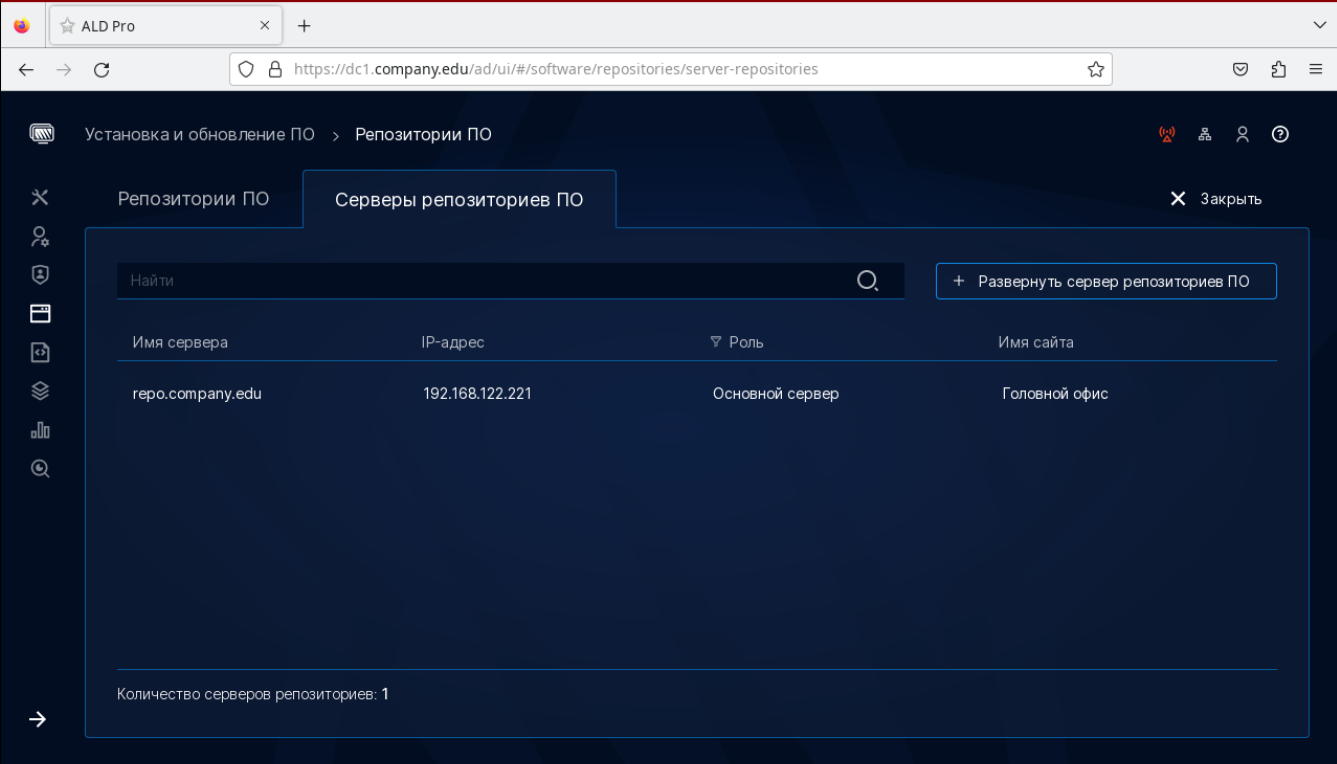 ALD Pro
https://dc1.company.edu/ad/ui/#/software/repositories/server-repositories
Установка и обновление ПО > Репозитории ПО
Репозитории ПО
Серверы репозиториев ПО
Закрыть
Найти
+ Развернуть сервер репозиториев ПО
Имя сервера IP-адрес Роль Имя сайта
repo.company.edu 192.168.122.221 Основной сервер Головной офис
Количество серверов репозиториев: 1